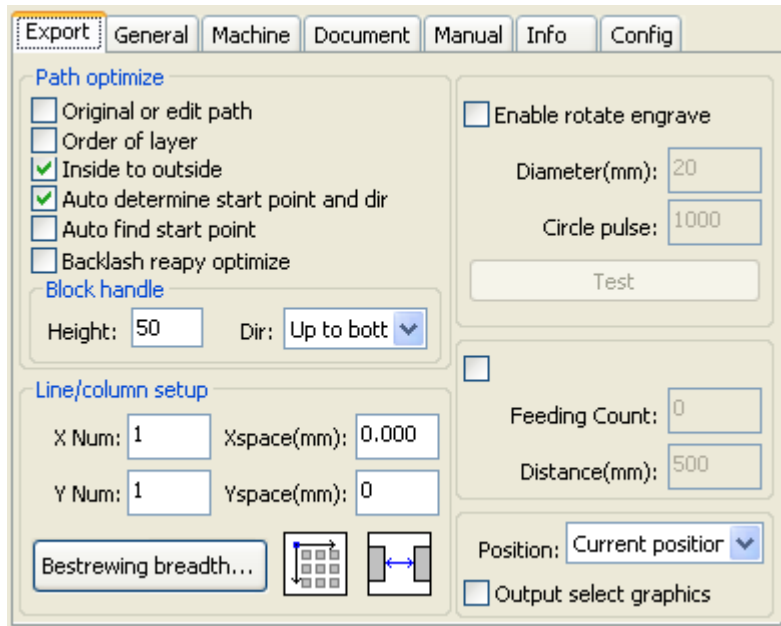 Export General Machine Document Manual Info Config
Path optimize
Original or edit path
Order of layer
Inside to outside
Auto determine start point and dir
Auto find start point
Backlash reapy optimize
Block handle
Height: 50 Dir: Up to bott
Line/column setup
X Num: 1 Xspace(mm): 0.000
Y Num: 1 Yspace(mm): 0
Bestrewing breadth...
Enable rotate engrave
Diameter(mm): 20
Circle pulse: 1000
Test
Feeding Count: 0
Distance(mm): 500
Position: Current position
Output select graphics